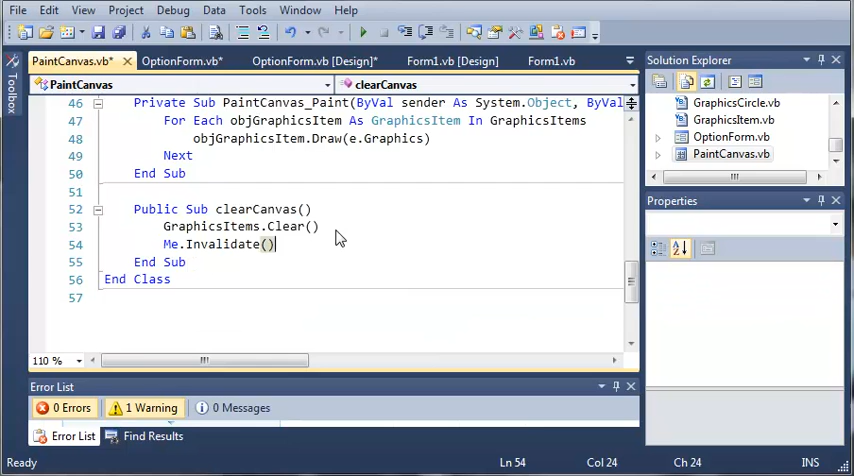 File Edit View Project Debug Data Tools Window Help
PaintCanvas.vb* OptionForm.vb* OptionForm.vb [Design]* Form1.vb [Design] Form1.vb
PaintCanvas clearCanvas
46 Private Sub PaintCanvas_Paint(ByVal sender As System.Object, ByVal
47 For Each objGraphicsItem As GraphicsItem In GraphicsItems
48 objGraphicsItem.Draw(e.Graphics)
49 Next
50 End Sub
51
52 Public Sub clearCanvas()
53 GraphicsItems.Clear()
54 Me.Invalidate()
55 End Sub
56 End Class
57
110 %
Toolbox
Solution Explorer
GraphicsCircle.vb
GraphicsItem.vb
OptionForm.vb
PaintCanvas.vb
Properties
Error List
0 Errors 1 Warning 0 Messages
Error List Find Results
Ready Ln 54 Col 24 Ch 24 INS